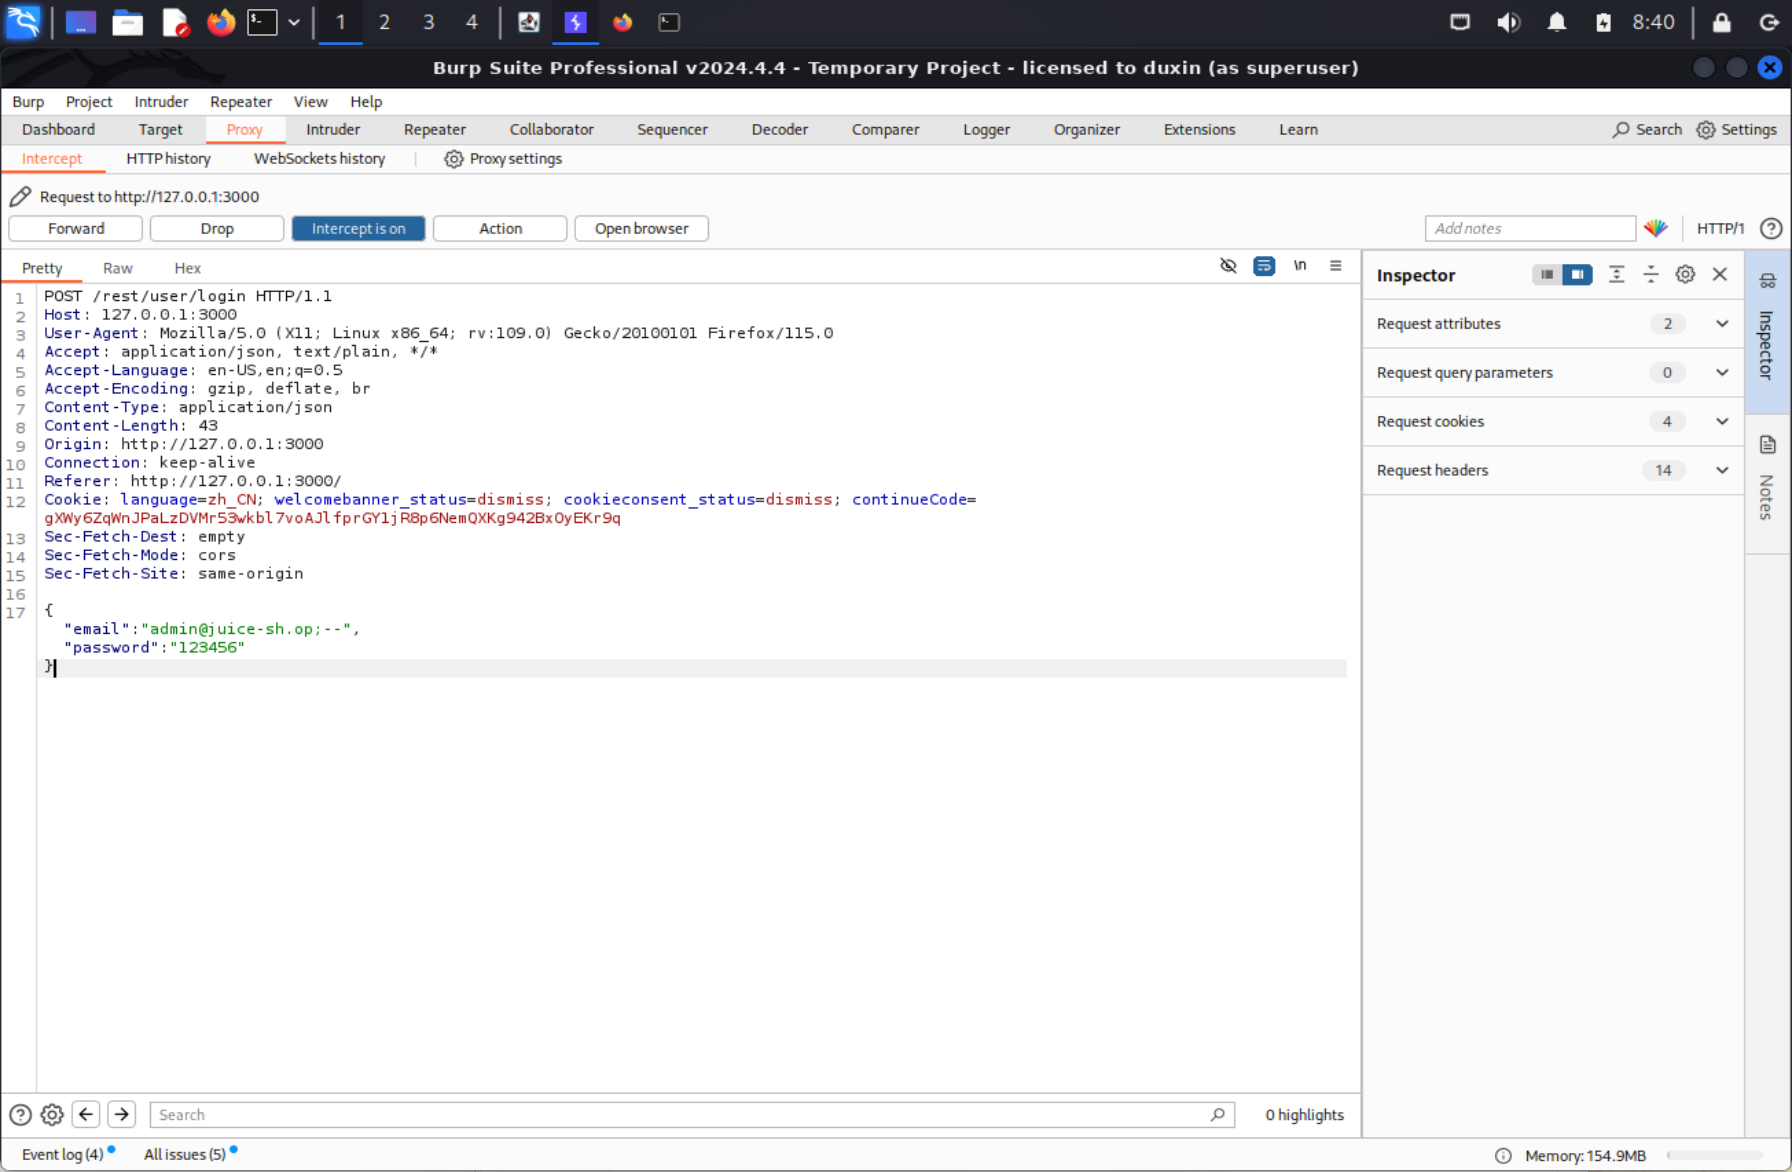 1 2 3 4 8:40
Burp Suite Professional v2024.4.4 - Temporary Project - licensed to duxin (as superuser)
Burp Project Intruder Repeater View Help
Dashboard Target Proxy Intruder Repeater Collaborator Sequencer Decoder Comparer Logger Organizer Extensions Learn Search Settings
Intercept HTTP history WebSockets history Proxy settings
Request to http://127.0.0.1:3000
Forward Drop Intercept is on Action Open browser Add notes HTTP/1
Pretty Raw Hex \n
1 POST /rest/user/login HTTP/1.1
2 Host: 127.0.0.1:3000
3 User-Agent: Mozilla/5.0 (X11; Linux x86_64; rv:109.0) Gecko/20100101 Firefox/115.0
4 Accept: application/json, text/plain, */*
5 Accept-Language: en-US,en;q=0.5
6 Accept-Encoding: gzip, deflate, br
7 Content-Type: application/json
8 Content-Length: 43
9 Origin: http://127.0.0.1:3000
10 Connection: keep-alive
11 Referer: http://127.0.0.1:3000/
12 Cookie: language=zh_CN; welcomebanner_status=dismiss; cookieconsent_status=dismiss; continueCode=
gXWy6ZqWnJPaLzDVMr53wkbl7voAJlfprGY1jR8p6NemQXKg942BxOyEKr9q
13 Sec-Fetch-Dest: empty
14 Sec-Fetch-Mode: cors
15 Sec-Fetch-Site: same-origin
16
17 {
"email":"admin@juice-sh.op;--",
"password":"123456"
}
Inspector
Request attributes 2
Request query parameters 0
Request cookies 4
Request headers 14
Inspector
Notes
Search 0 highlights
Event log (4) All issues (5) Memory: 154.9MB